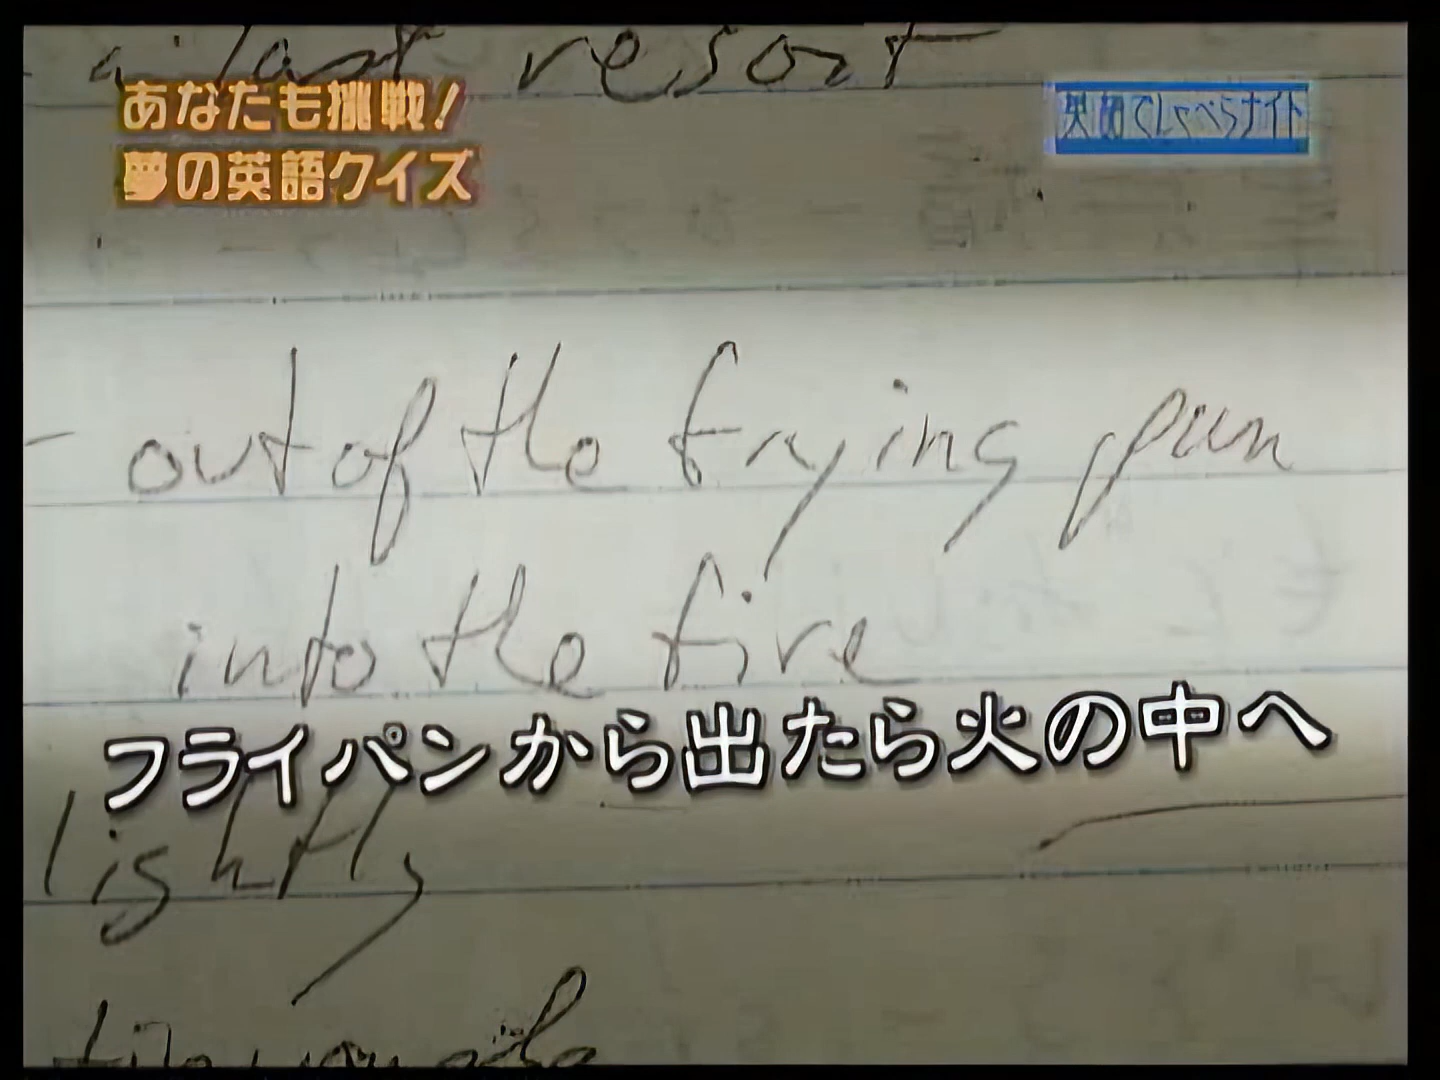 a last resort
あなたも挑戦!
夢の英語クイズ
英語でしゃべらナイト
- out of the frying pan
into the fire
フライパンから出たら火の中へ
lightly